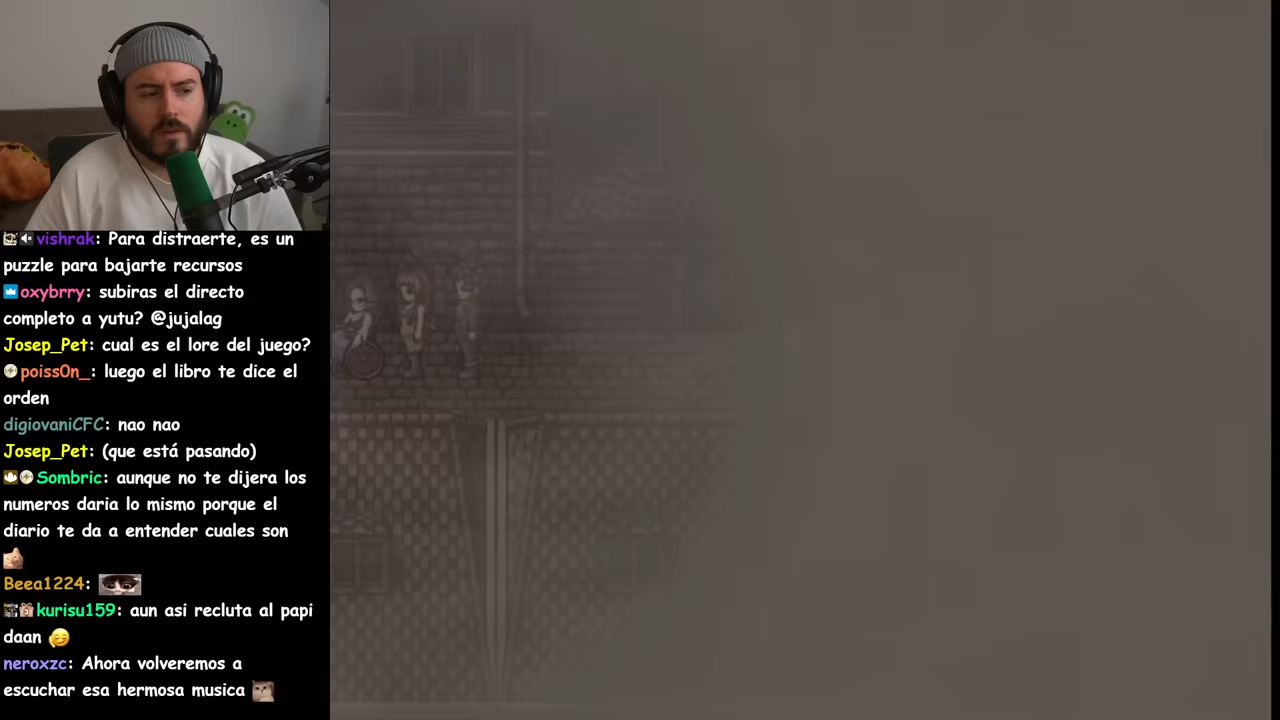 vishrak: Para distraerte, es un
puzzle para bajarte recursos
oxybrry: subiras el directo
completo a yutu? @jujalag
Josep_Pet: cual es el lore del juego?
poiss0n_: luego el libro te dice el
orden
digiovaniCFC: nao nao
Josep_Pet: (que está pasando)
Sombric: aunque no te dijera los
numeros daria lo mismo porque el
diario te da a entender cuales son
Beea1224:
kurisu159: aun asi recluta al papi
daan
neroxzc: Ahora volveremos a
escuchar esa hermosa musica